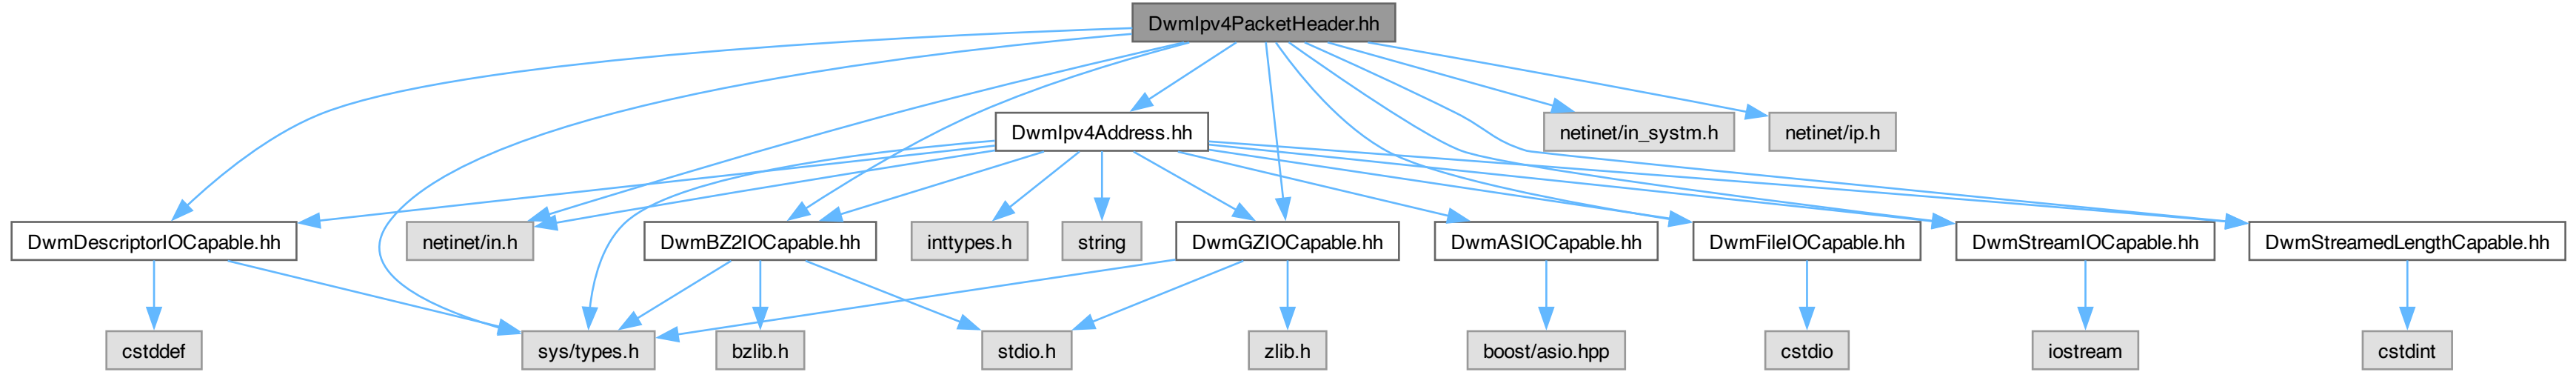 DwmIpv4PacketHeader.hh
DwmIpv4Address.hh
netinet/in_systm.h
netinet/ip.h
DwmDescriptorIOCapable.hh
netinet/in.h
DwmBZ2IOCapable.hh
inttypes.h
string
DwmGZIOCapable.hh
DwmASIOCapable.hh
DwmFileIOCapable.hh
DwmStreamIOCapable.hh
DwmStreamedLengthCapable.hh
cstddef
sys/types.h
bzlib.h
stdio.h
zlib.h
boost/asio.hpp
cstdio
iostream
cstdint